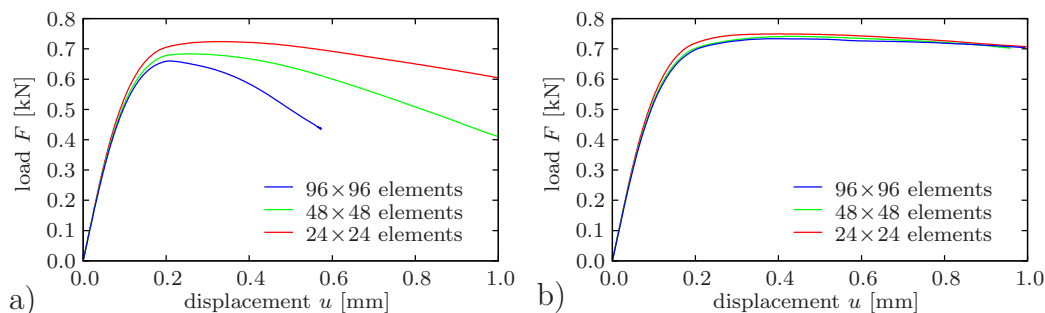 0.8
0.7
0.6
0.5
0.4
0.3
0.2
0.1
0.0
load F [kN]
96×96 elements
48×48 elements
24×24 elements
0.0 0.2 0.4 0.6 0.8 1.0
displacement u [mm]
a)
0.8
0.7
0.6
0.5
0.4
0.3
0.2
0.1
0.0
load F [kN]
96×96 elements
48×48 elements
24×24 elements
0.0 0.2 0.4 0.6 0.8 1.0
displacement u [mm]
b)